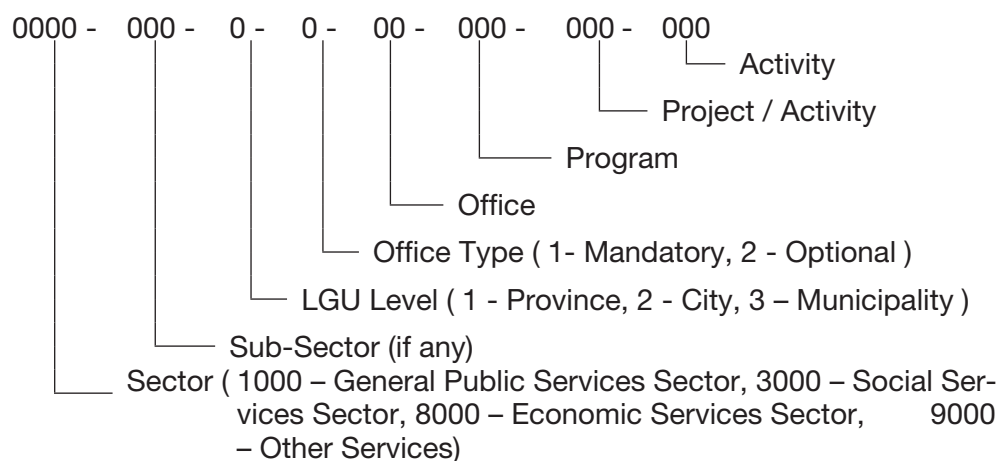 0000 - 000 - 0 - 0 - 00 - 000 - 000 - 000
Activity
Project / Activity
Program
Office
Office Type ( 1- Mandatory, 2 - Optional )
LGU Level ( 1 - Province, 2 - City, 3 – Municipality )
Sub-Sector (if any)
Sector ( 1000 – General Public Services Sector, 3000 – Social Ser-
vices Sector, 8000 – Economic Services Sector, 9000
– Other Services)